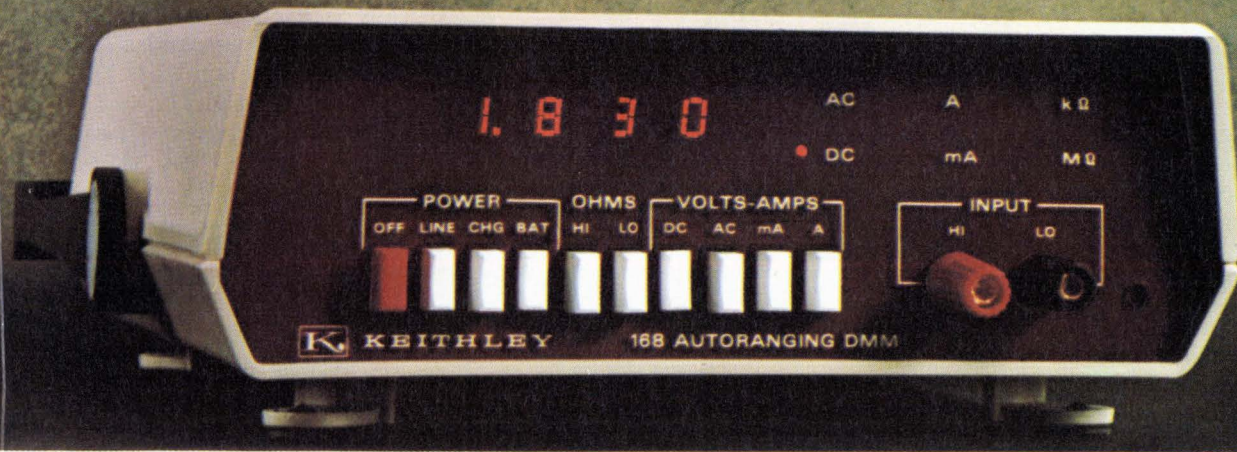 1.830
AC A kΩ
DC mA MΩ
POWER OHMS VOLTS-AMPS INPUT
OFF LINE CHG BAT HI LO DC AC mA A HI LO
K. KEITHLEY 168 AUTORANGING DMM